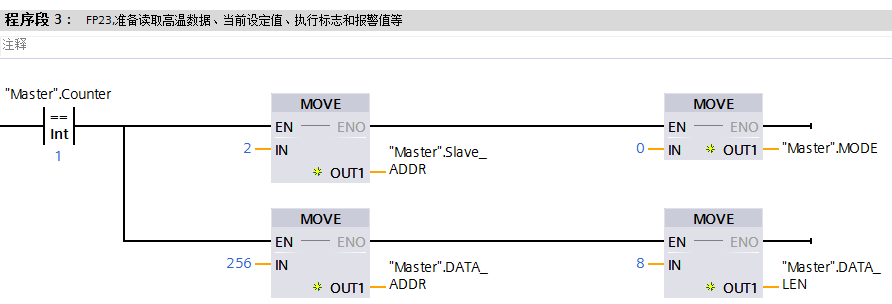 程序段 3： FP23.准备读取高温数据、当前设定值、执行标志和报警值等
注释
"Master".Counter
==
Int
1
MOVE
EN ENO
2 IN
OUT1 "Master".Slave_
ADDR
MOVE
EN ENO
0 IN
OUT1 "Master".MODE
MOVE
EN ENO
256 IN
OUT1 "Master".DATA_
ADDR
MOVE
EN ENO
8 IN
OUT1 "Master".DATA_
LEN